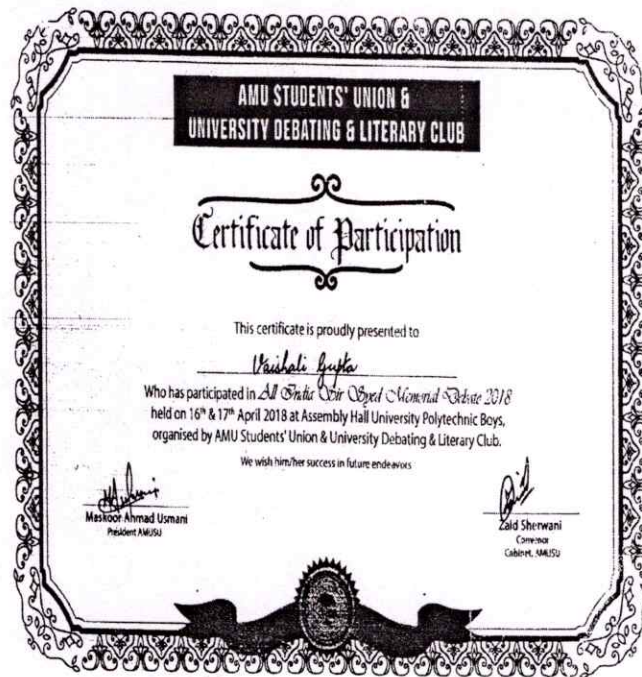 AMU STUDENTS' UNION &
UNIVERSITY DEBATING & LITERARY CLUB
Certificate of Participation
This certificate is proudly presented to
Vaishali Gupta
Who has participated in All India Sir Syed Memorial Debate 2018
held on 16th & 17th April 2018 at Assembly Hall University Polytechnic Boys,
organised by AMU Students' Union & University Debating & Literary Club.
We wish him/her success in future endeavors
Maskoor Ahmad Usmani
President AMUSU
Zaid Sherwani
Convenor
Cabinet, AMUSU